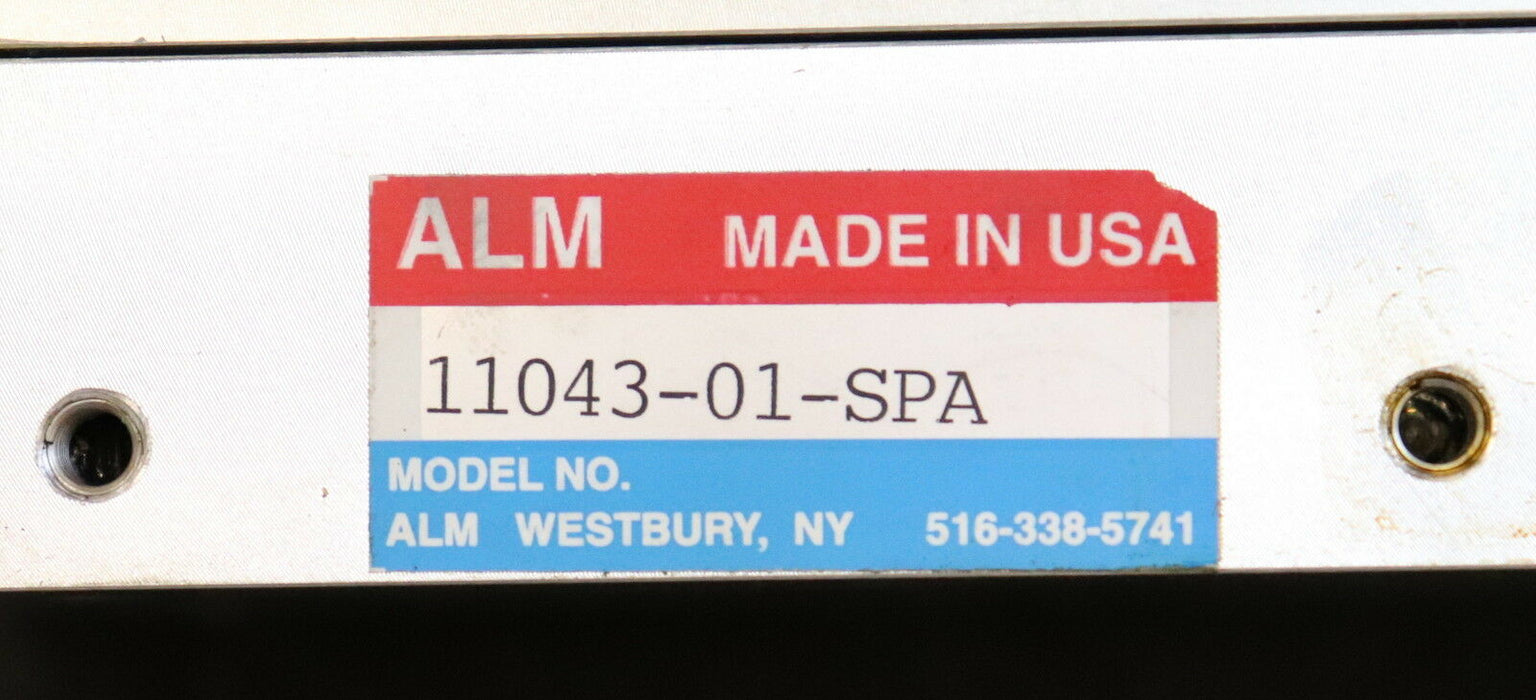 ALM MADE IN USA
11043-01-SPA
MODEL NO.
ALM WESTBURY, NY 516-338-5741